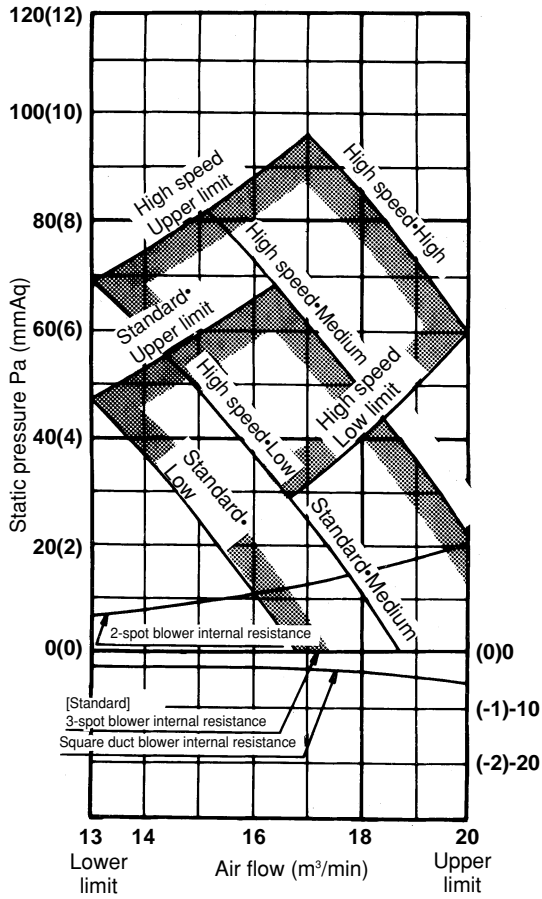 120(12)
100(10)
80(8)
60(6)
40(4)
20(2)
0(0)
Static pressure Pa (mmAq)
High speed
Upper limit
High speed•High
High speed•Medium
Standard•
Upper limit
High speed•Low
High speed
Low limit
Standard•
Low
Standard•Medium
2-spot blower internal resistance
(0)0
[Standard]
3-spot blower internal resistance
(-1)-10
Square duct blower internal resistance
(-2)-20
13 14 16 18 20
Lower
limit
Air flow (m³/min)
Upper
limit